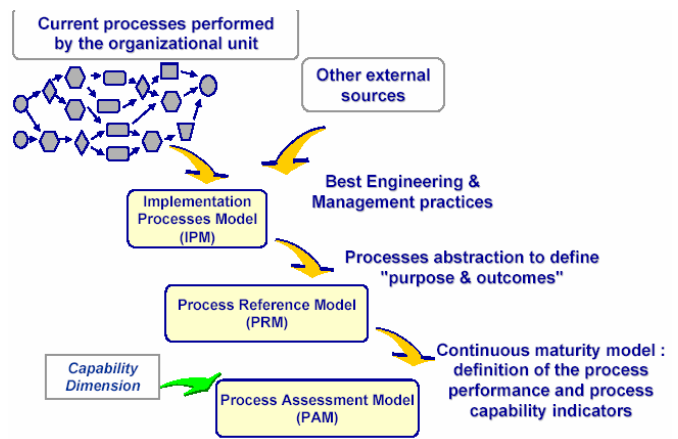 Current processes performed
by the organizational unit
Other external
sources
Best Engineering &
Management practices
Implementation
Processes Model
(IPM)
Processes abstraction to define
"purpose & outcomes"
Process Reference Model
(PRM)
Continuous maturity model :
definition of the process
performance and process
capability indicators
Capability
Dimension
Process Assessment Model
(PAM)